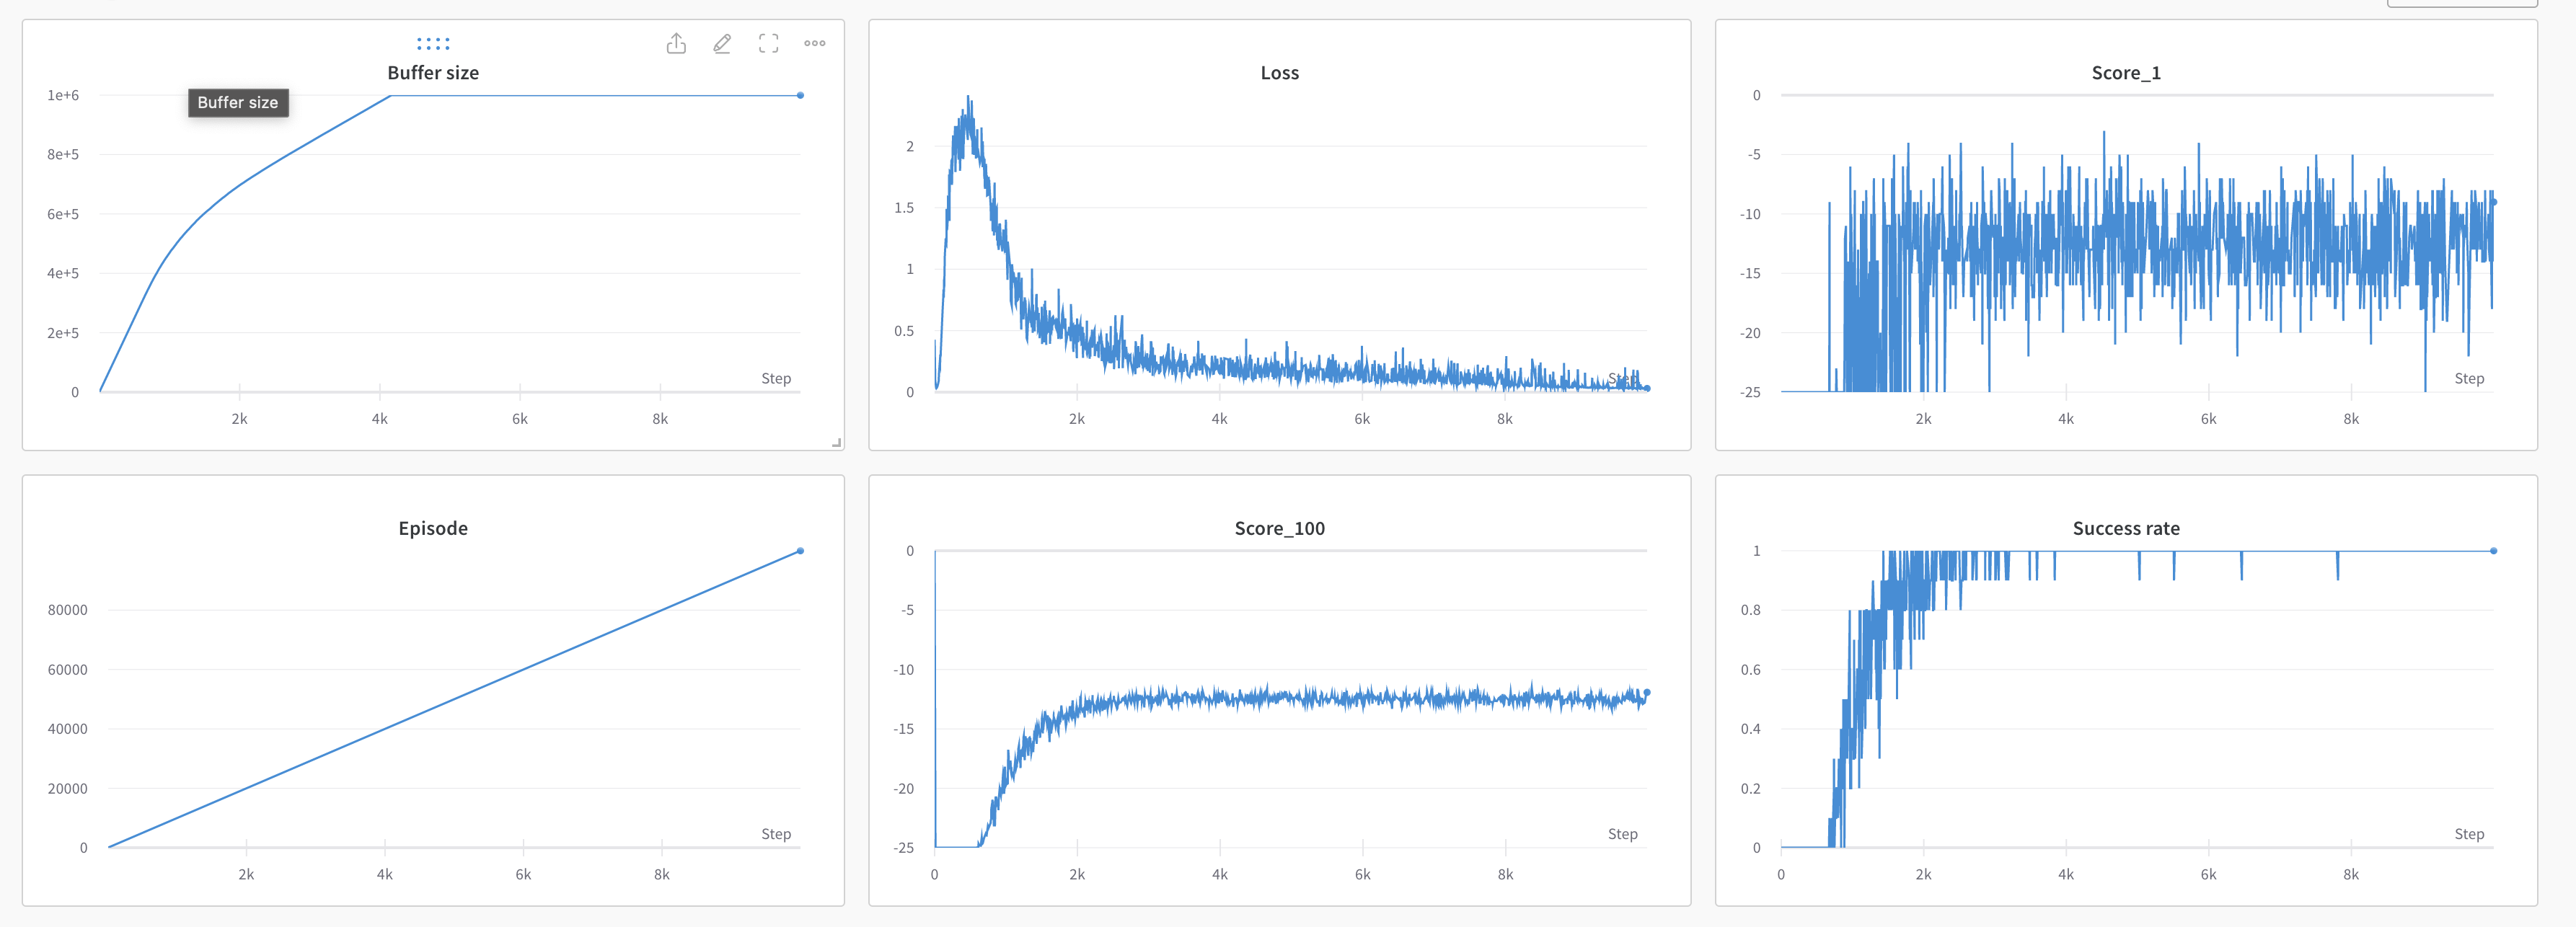 Buffer size
1e+6
8e+5
6e+5
4e+5
2e+5
0
2k
4k
6k
8k
Step
Buffer size
Loss
2
1.5
1
0.5
0
2k
4k
6k
8k
Step
Score_1
0
-5
-10
-15
-20
-25
2k
4k
6k
8k
Step
Episode
80000
60000
40000
20000
0
2k
4k
6k
8k
Step
Score_100
0
-5
-10
-15
-20
-25
0
2k
4k
6k
8k
Step
Success rate
1
0.8
0.6
0.4
0.2
0
0
2k
4k
6k
8k
Step